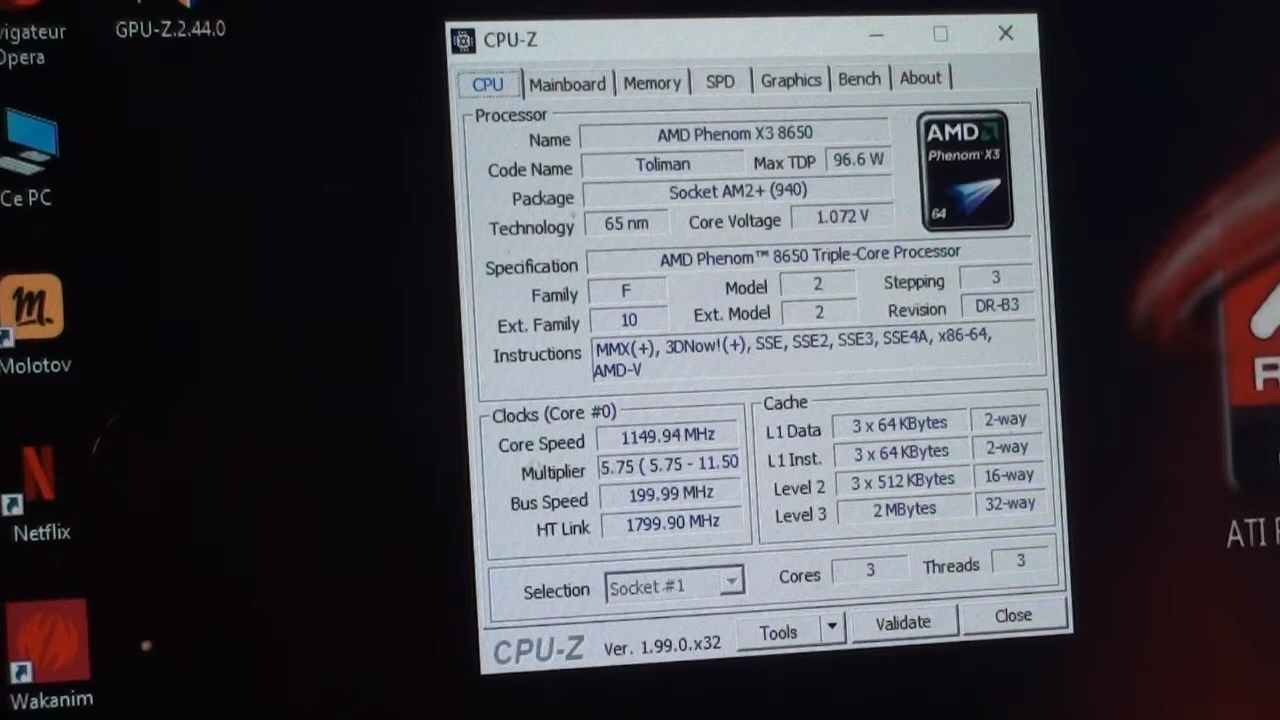 vigateur
Opera
GPU-Z.2.44.0
Ce PC
Molotov
Netflix
Wakanim
CPU-Z
CPU Mainboard Memory SPD Graphics Bench About
Processor
Name AMD Phenom X3 8650
Code Name Toliman Max TDP 96.6 W
Package Socket AM2+ (940)
Technology 65 nm Core Voltage 1.072 V
AMD
Phenom X3
64
Specification AMD Phenom™ 8650 Triple-Core Processor
Family F Model 2 Stepping 3
Ext. Family 10 Ext. Model 2 Revision DR-B3
Instructions MMX(+), 3DNow!(+), SSE, SSE2, SSE3, SSE4A, x86-64,
AMD-V
Clocks (Core #0)
Core Speed 1149.94 MHz
Multiplier 5.75 ( 5.75 - 11.50
Bus Speed 199.99 MHz
HT Link 1799.90 MHz
Cache
L1 Data 3 x 64 KBytes 2-way
L1 Inst. 3 x 64 KBytes 2-way
Level 2 3 x 512 KBytes 16-way
Level 3 2 MBytes 32-way
Selection Socket #1 Cores 3 Threads 3
CPU-Z Ver. 1.99.0.x32 Tools Validate Close
ATI